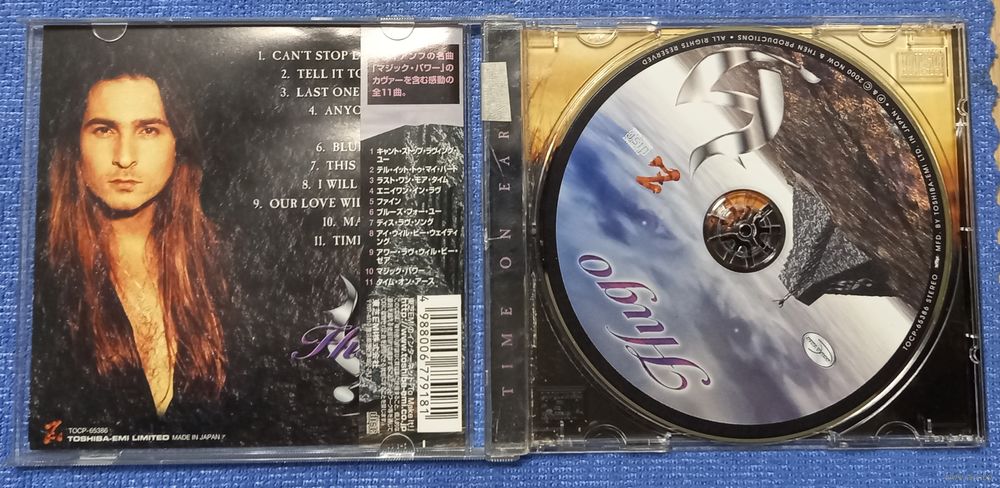 1. CAN'T STOP
2. TELL IT TO
3. LAST ONE
4. ANYO
6. BLU
7. THIS
8. I WILL
9. OUR LOVE WIL
10. MA
11. TIM
の名曲
「マジック・パワー」の
カヴァーを含む感動の
全11曲。
1 キャント・ストップ・ラヴィング・
ユー
2 テル・イット・トゥ・マイ・ハート
3 ラスト・ワン・モア・タイム
4 エニィワン・イン・ラヴ
5 ファイン
6 ブルーズ・フォー・ユー
7 ディス・ラヴ・ソング
8 アイ・ウィル・ビー・ウェイティ
ング
9 アワー・ラヴ・ウィル・ビー・
ゼア
10 マジック・パワー
11 タイム・オン・アース
4 988006 779181
TOCP-65386
TOSHIBA-EMI LIMITED MADE IN JAPAN
TIME ON EAR
℗ & © 2000 NOW & THEN PRODUCTIONS • ALL RIGHTS RESERVED
TOCP-65386 STEREO • MFD. BY TOSHIBA-EMI LTD. IN JAPAN
Hugo